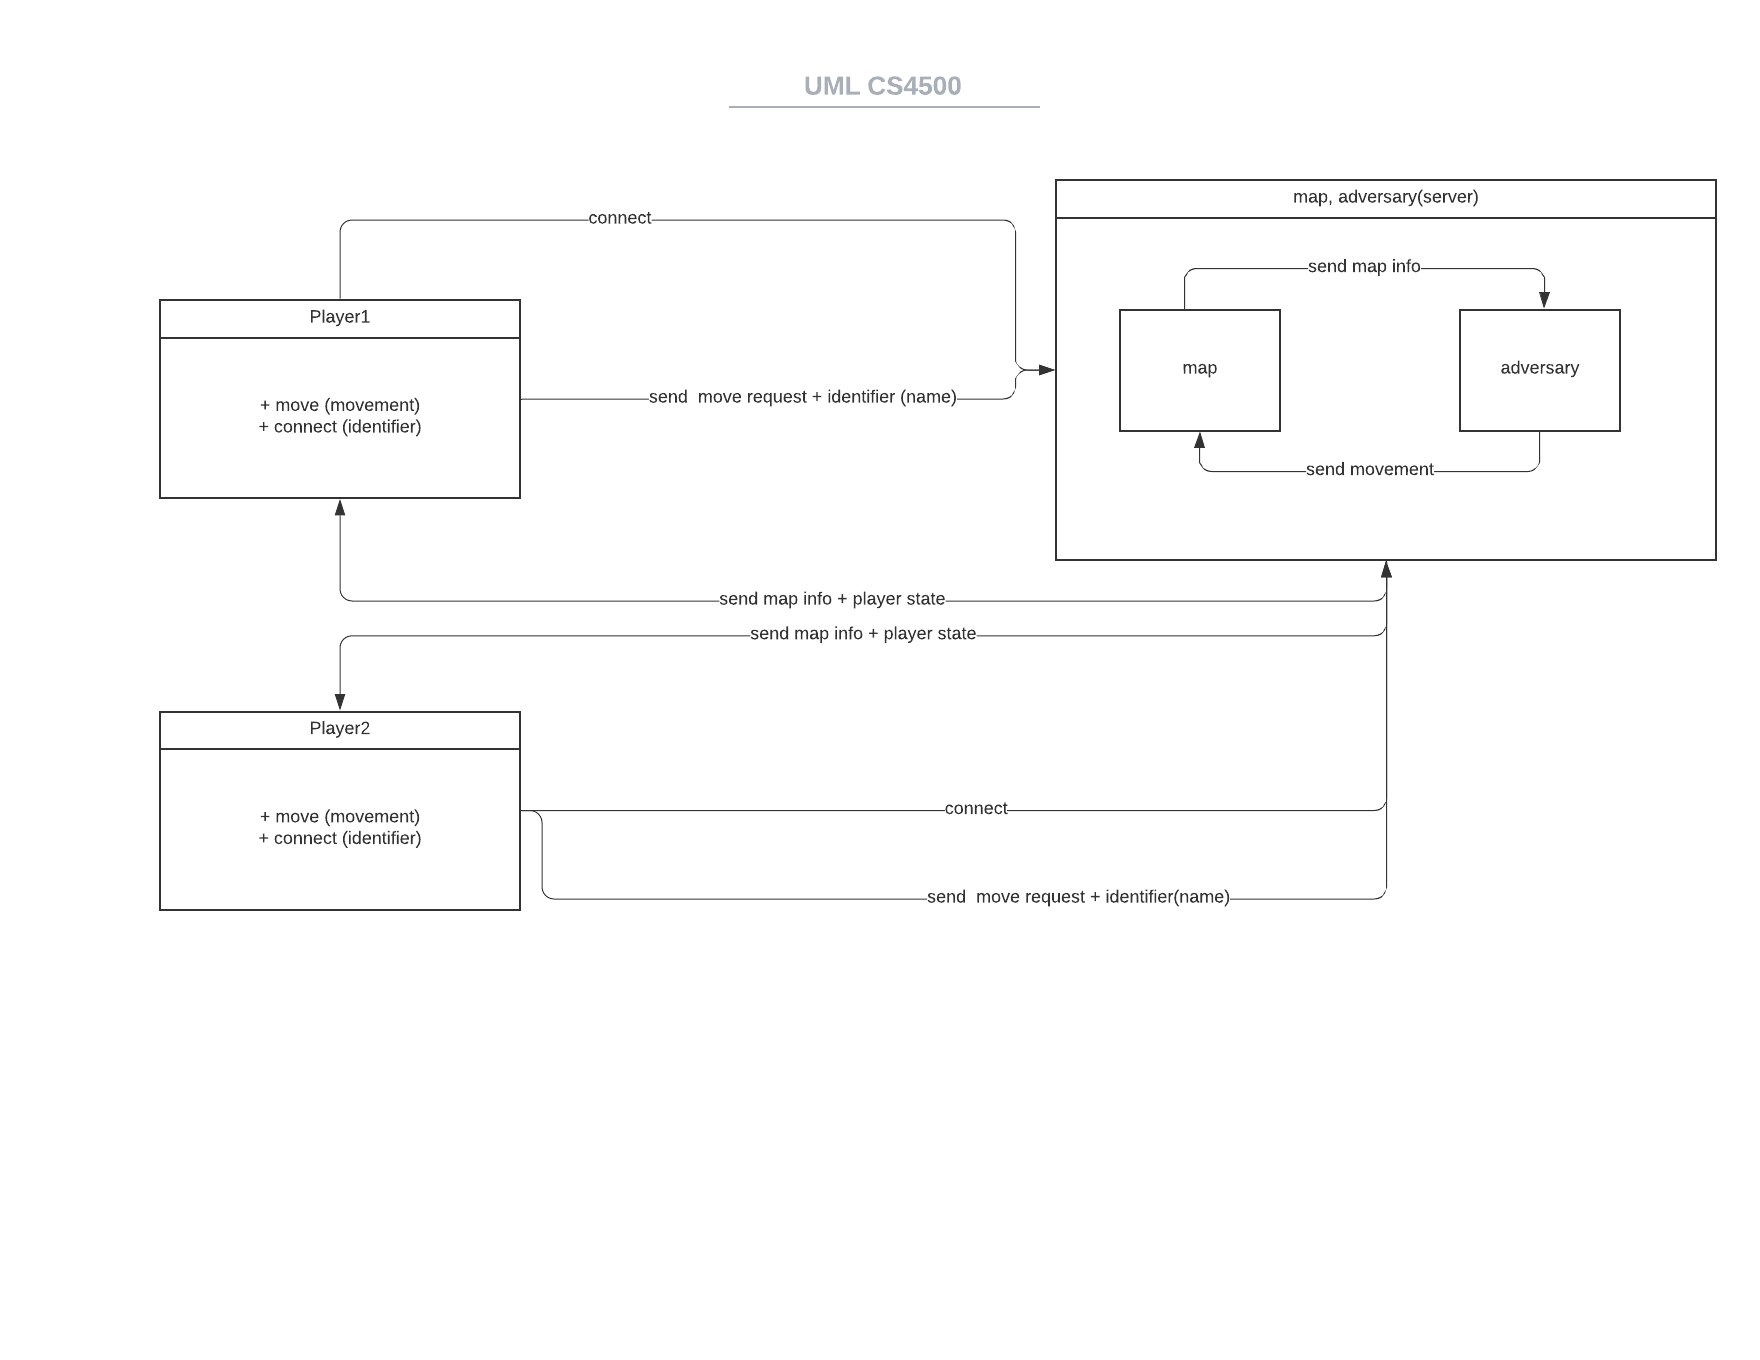 UML CS4500
map, adversary(server)
connect
send map info
Player1
map
adversary
send  move request + identifier (name)
+ move (movement)
+ connect (identifier)
send movement
send map info + player state
send map info + player state
Player2
+ move (movement)
+ connect (identifier)
connect
send  move request + identifier(name)